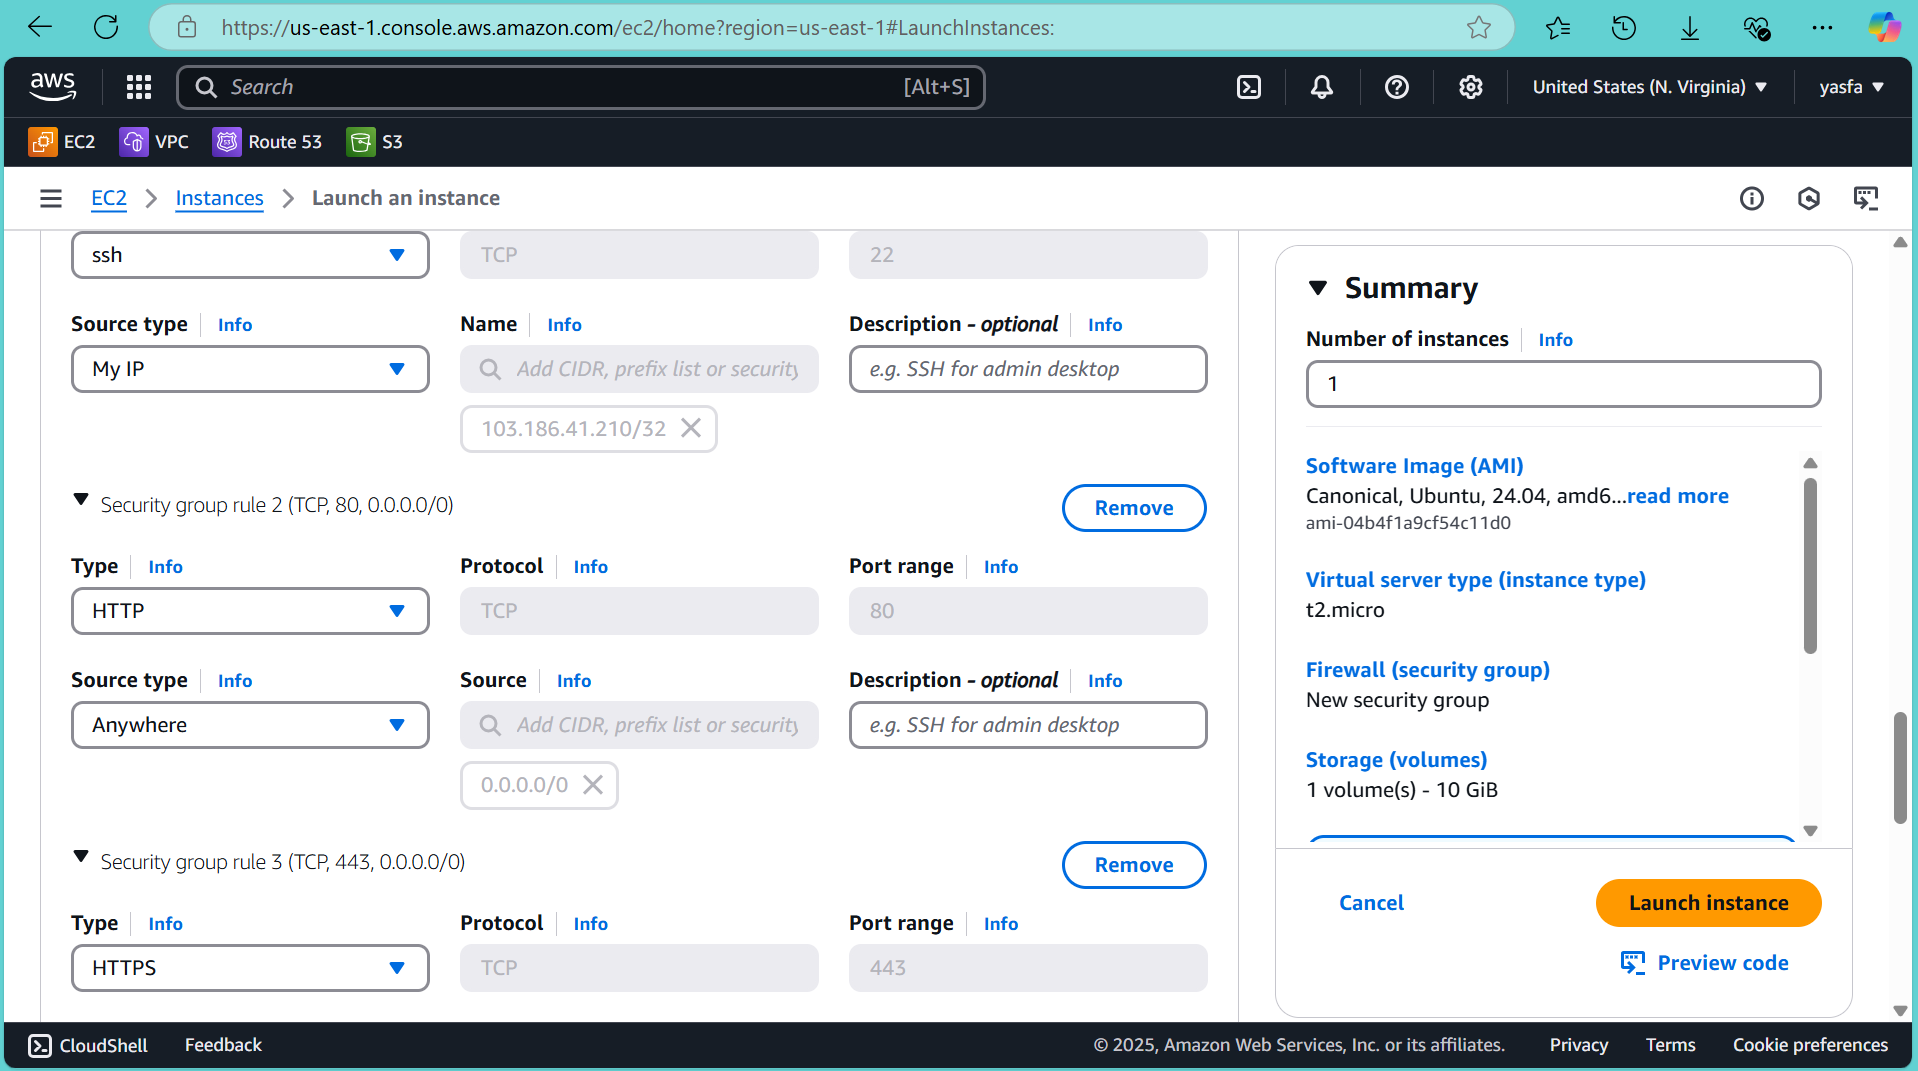 https://us-east-1.console.aws.amazon.com/ec2/home?region=us-east-1#LaunchInstances:
aws
Search [Alt+S]
United States (N. Virginia)
yasfa
EC2 VPC Route 53 S3
EC2 Instances Launch an instance
ssh TCP 22
Source type Info Name Info Description - optional Info
My IP Add CIDR, prefix list or security e.g. SSH for admin desktop
103.186.41.210/32
Security group rule 2 (TCP, 80, 0.0.0.0/0) Remove
Type Info Protocol Info Port range Info
HTTP TCP 80
Source type Info Source Info Description - optional Info
Anywhere Add CIDR, prefix list or security e.g. SSH for admin desktop
0.0.0.0/0
Security group rule 3 (TCP, 443, 0.0.0.0/0) Remove
Type Info Protocol Info Port range Info
HTTPS TCP 443
Summary
Number of instances Info
1
Software Image (AMI)
Canonical, Ubuntu, 24.04, amd6...read more
ami-04b4f1a9cf54c11d0
Virtual server type (instance type)
t2.micro
Firewall (security group)
New security group
Storage (volumes)
1 volume(s) - 10 GiB
Cancel Launch instance
Preview code
CloudShell Feedback © 2025, Amazon Web Services, Inc. or its affiliates. Privacy Terms Cookie preferences